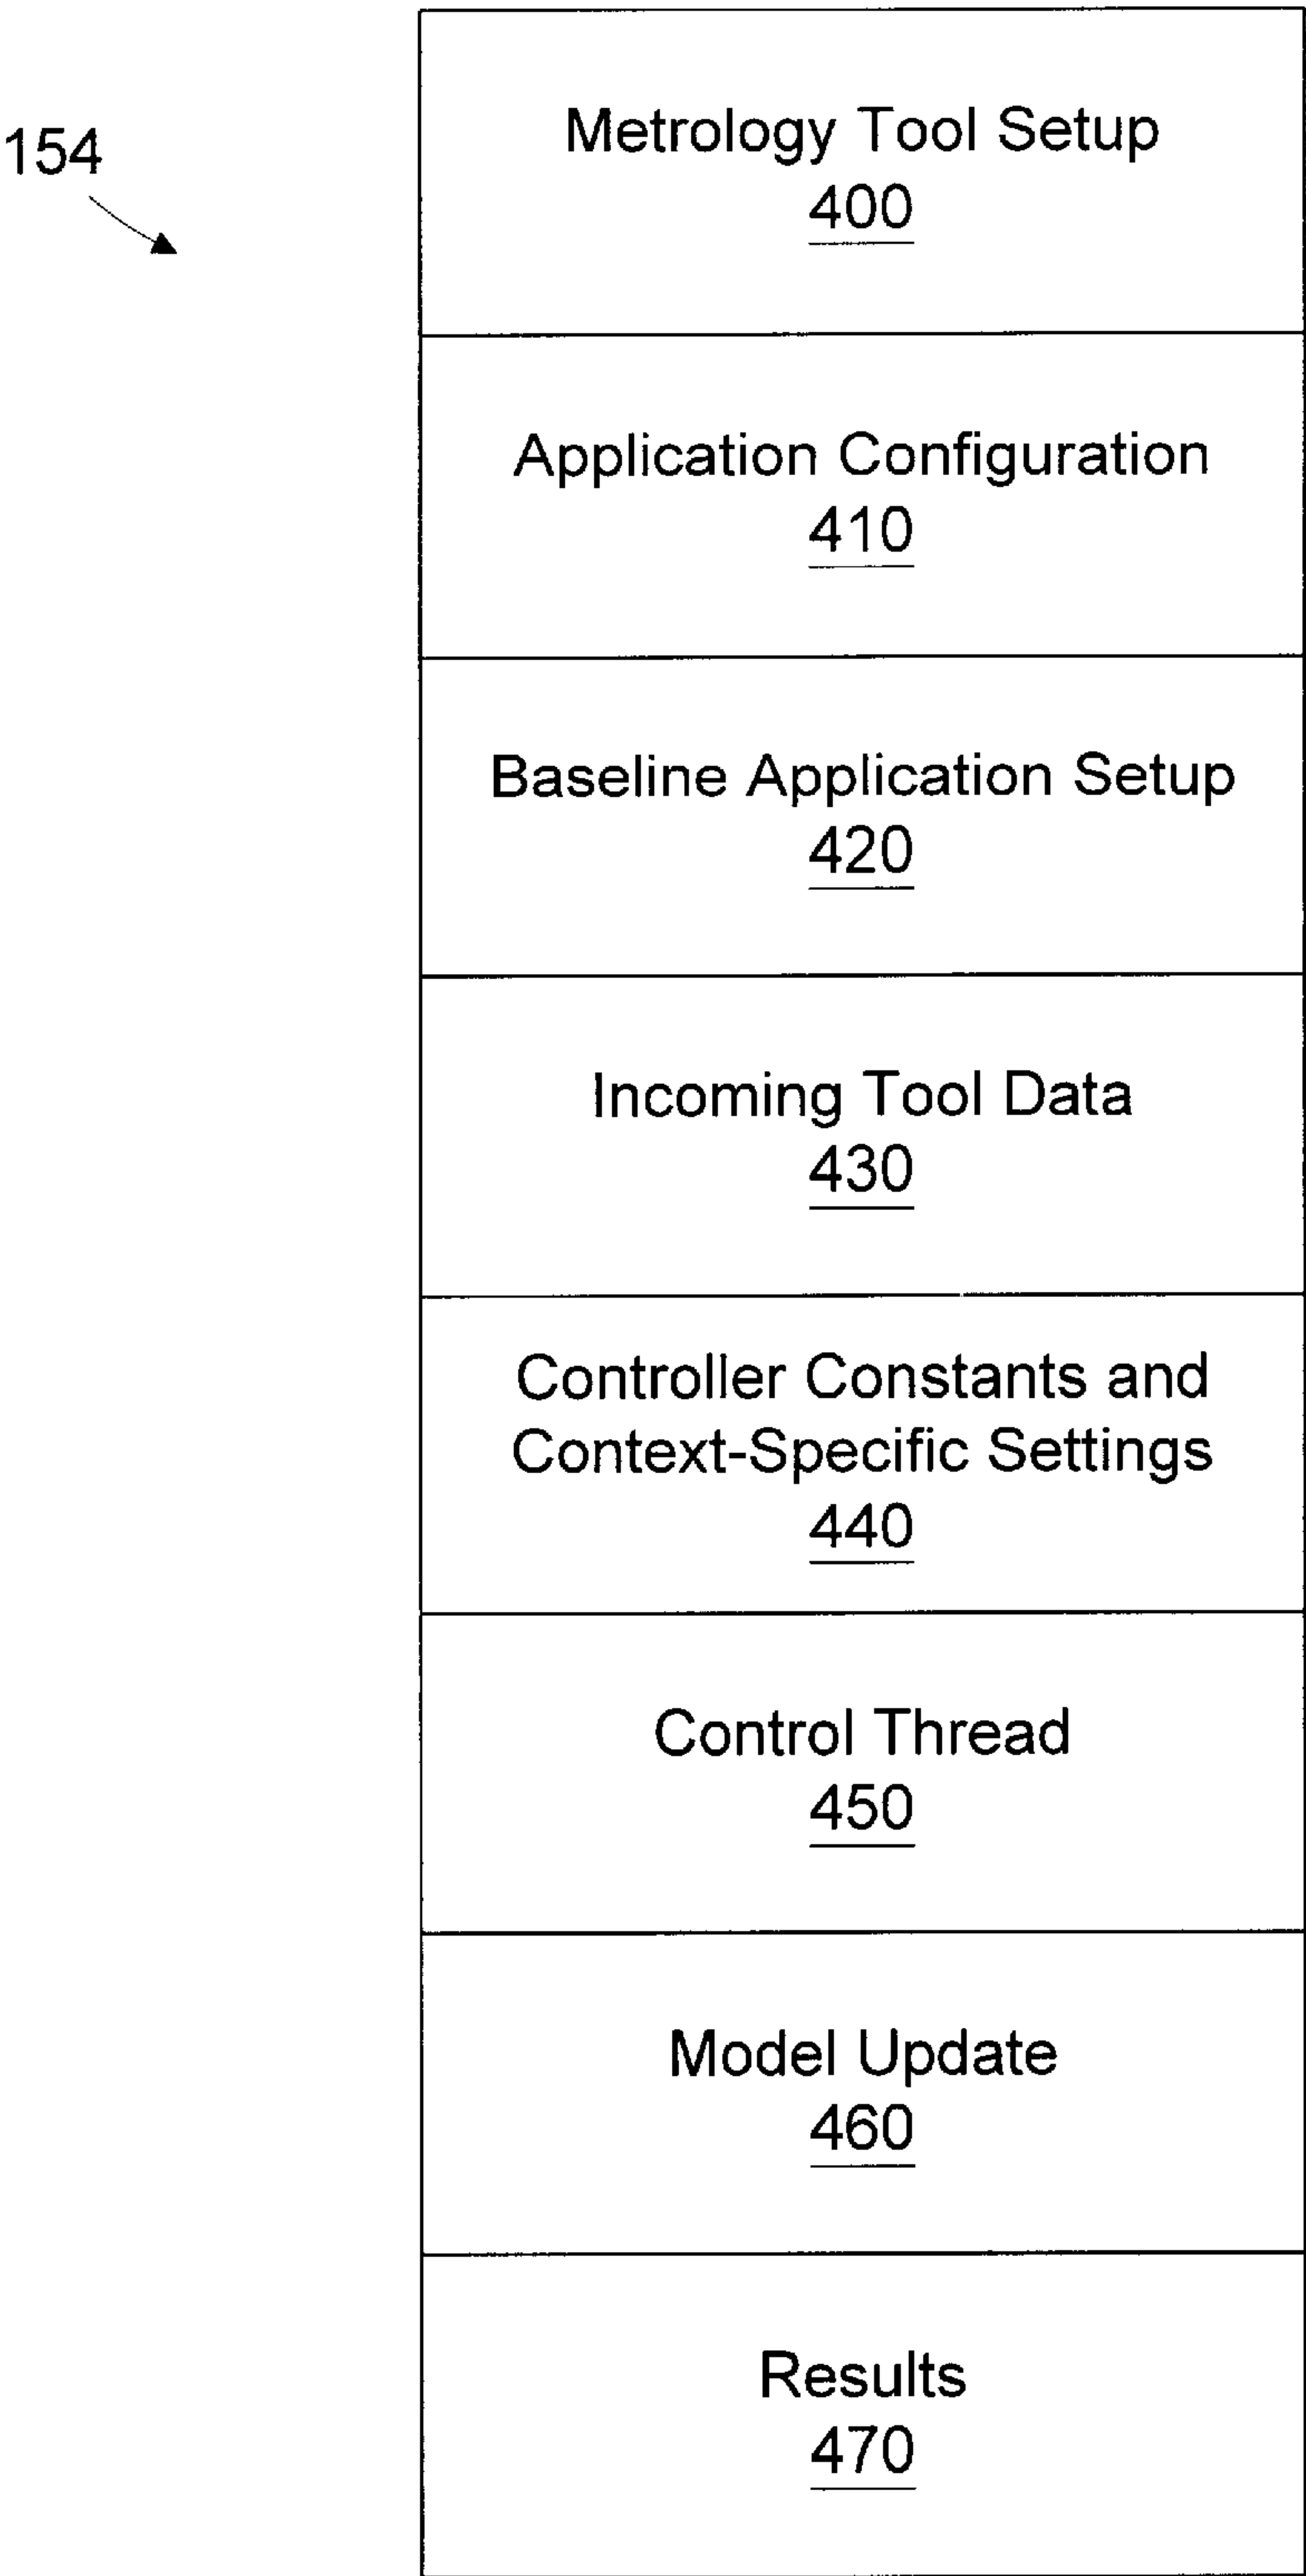 154
Metrology Tool Setup
400
Application Configuration
410
Baseline Application Setup
420
Incoming Tool Data
430
Controller Constants and
Context-Specific Settings
440
Control Thread
450
Model Update
460
Results
470